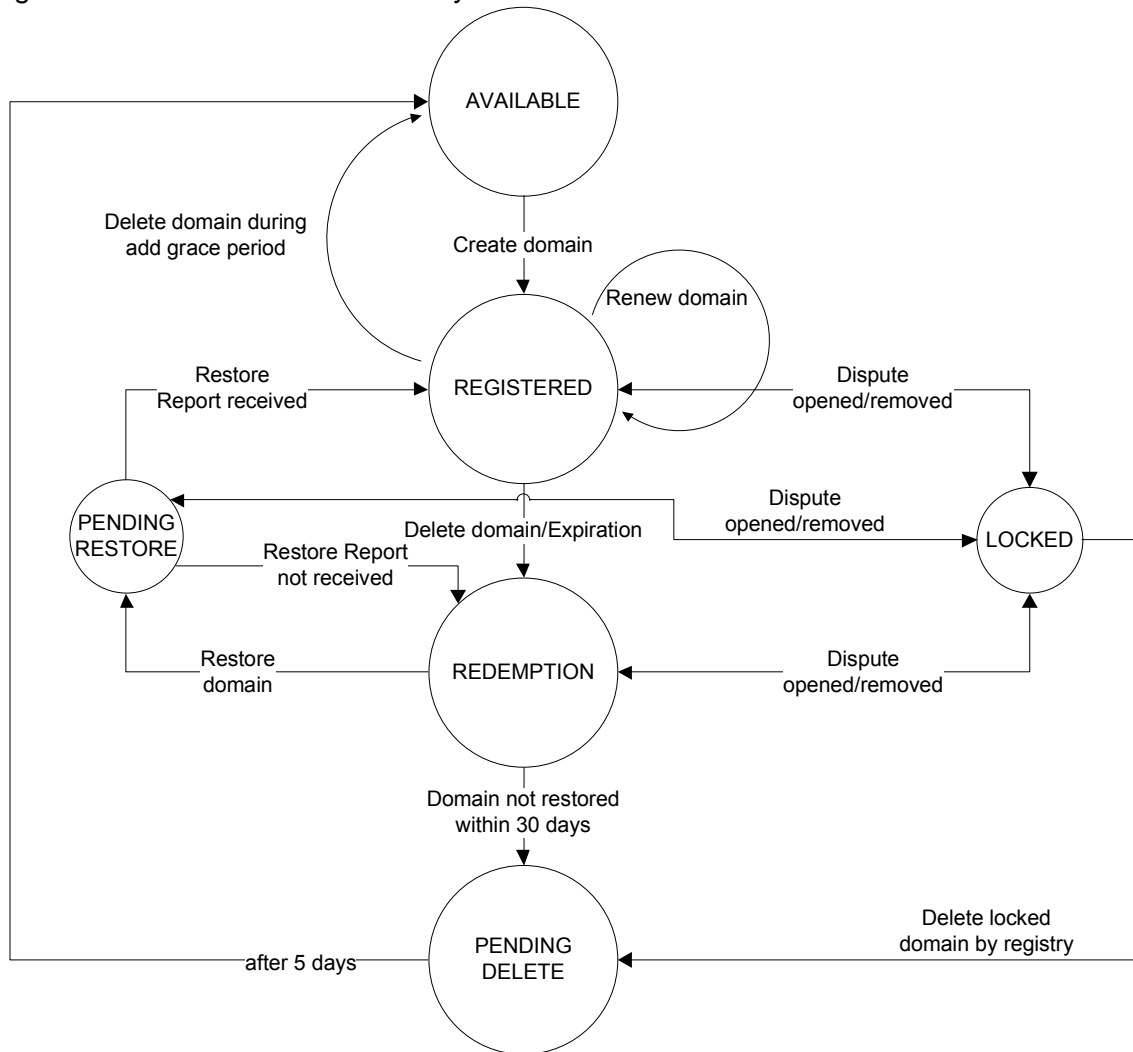 AVAILABLE
Delete domain during
add grace period
Create domain
Renew domain
Restore
Report received
REGISTERED
Dispute
opened/removed
PENDING
RESTORE
Dispute
opened/removed
LOCKED
Delete domain/Expiration
Restore Report
not received
Restore
domain
REDEMPTION
Dispute
opened/removed
Domain not restored
within 30 days
Delete locked
domain by registry
PENDING
DELETE
after 5 days